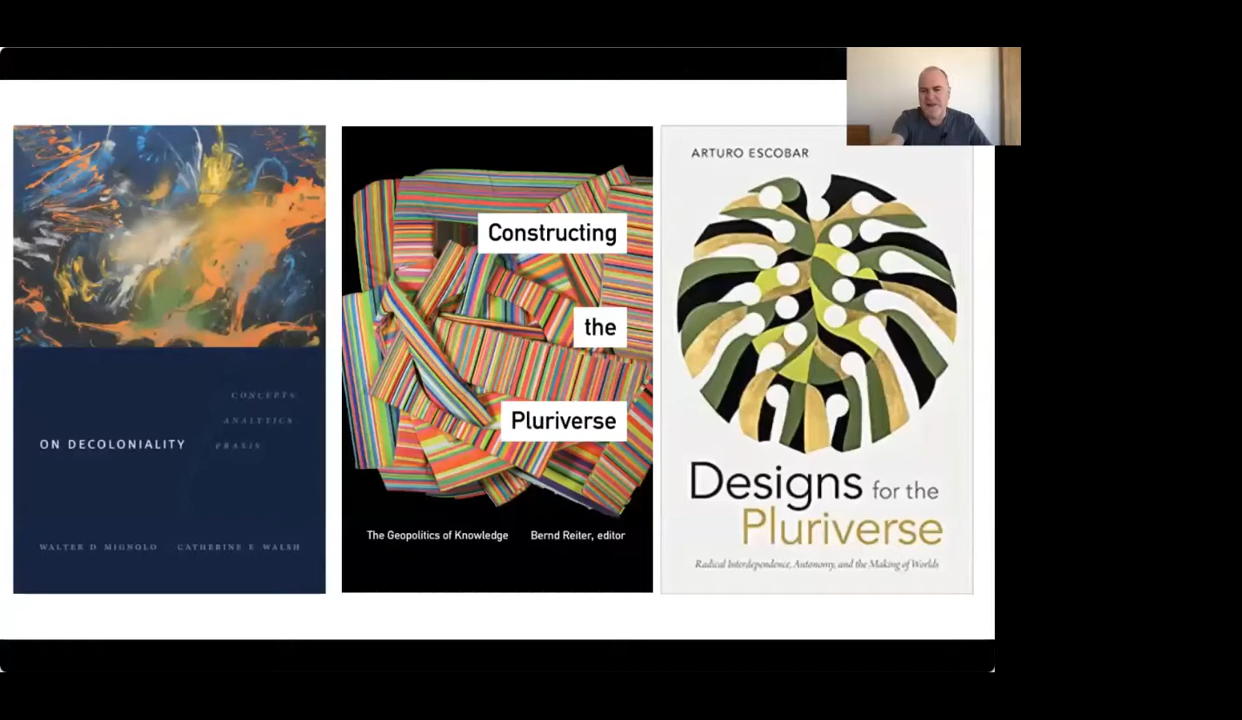 CONCEPTS
ANALYTICS
ON DECOLONIALITY PRAXIS
WALTER D MIGNOLO CATHERINE E WALSH
Constructing
the
Pluriverse
The Geopolitics of Knowledge Bernd Reiter, editor
ARTURO ESCOBAR
Designs for the
Pluriverse
Radical Interdependence, Autonomy, and the Making of Worlds